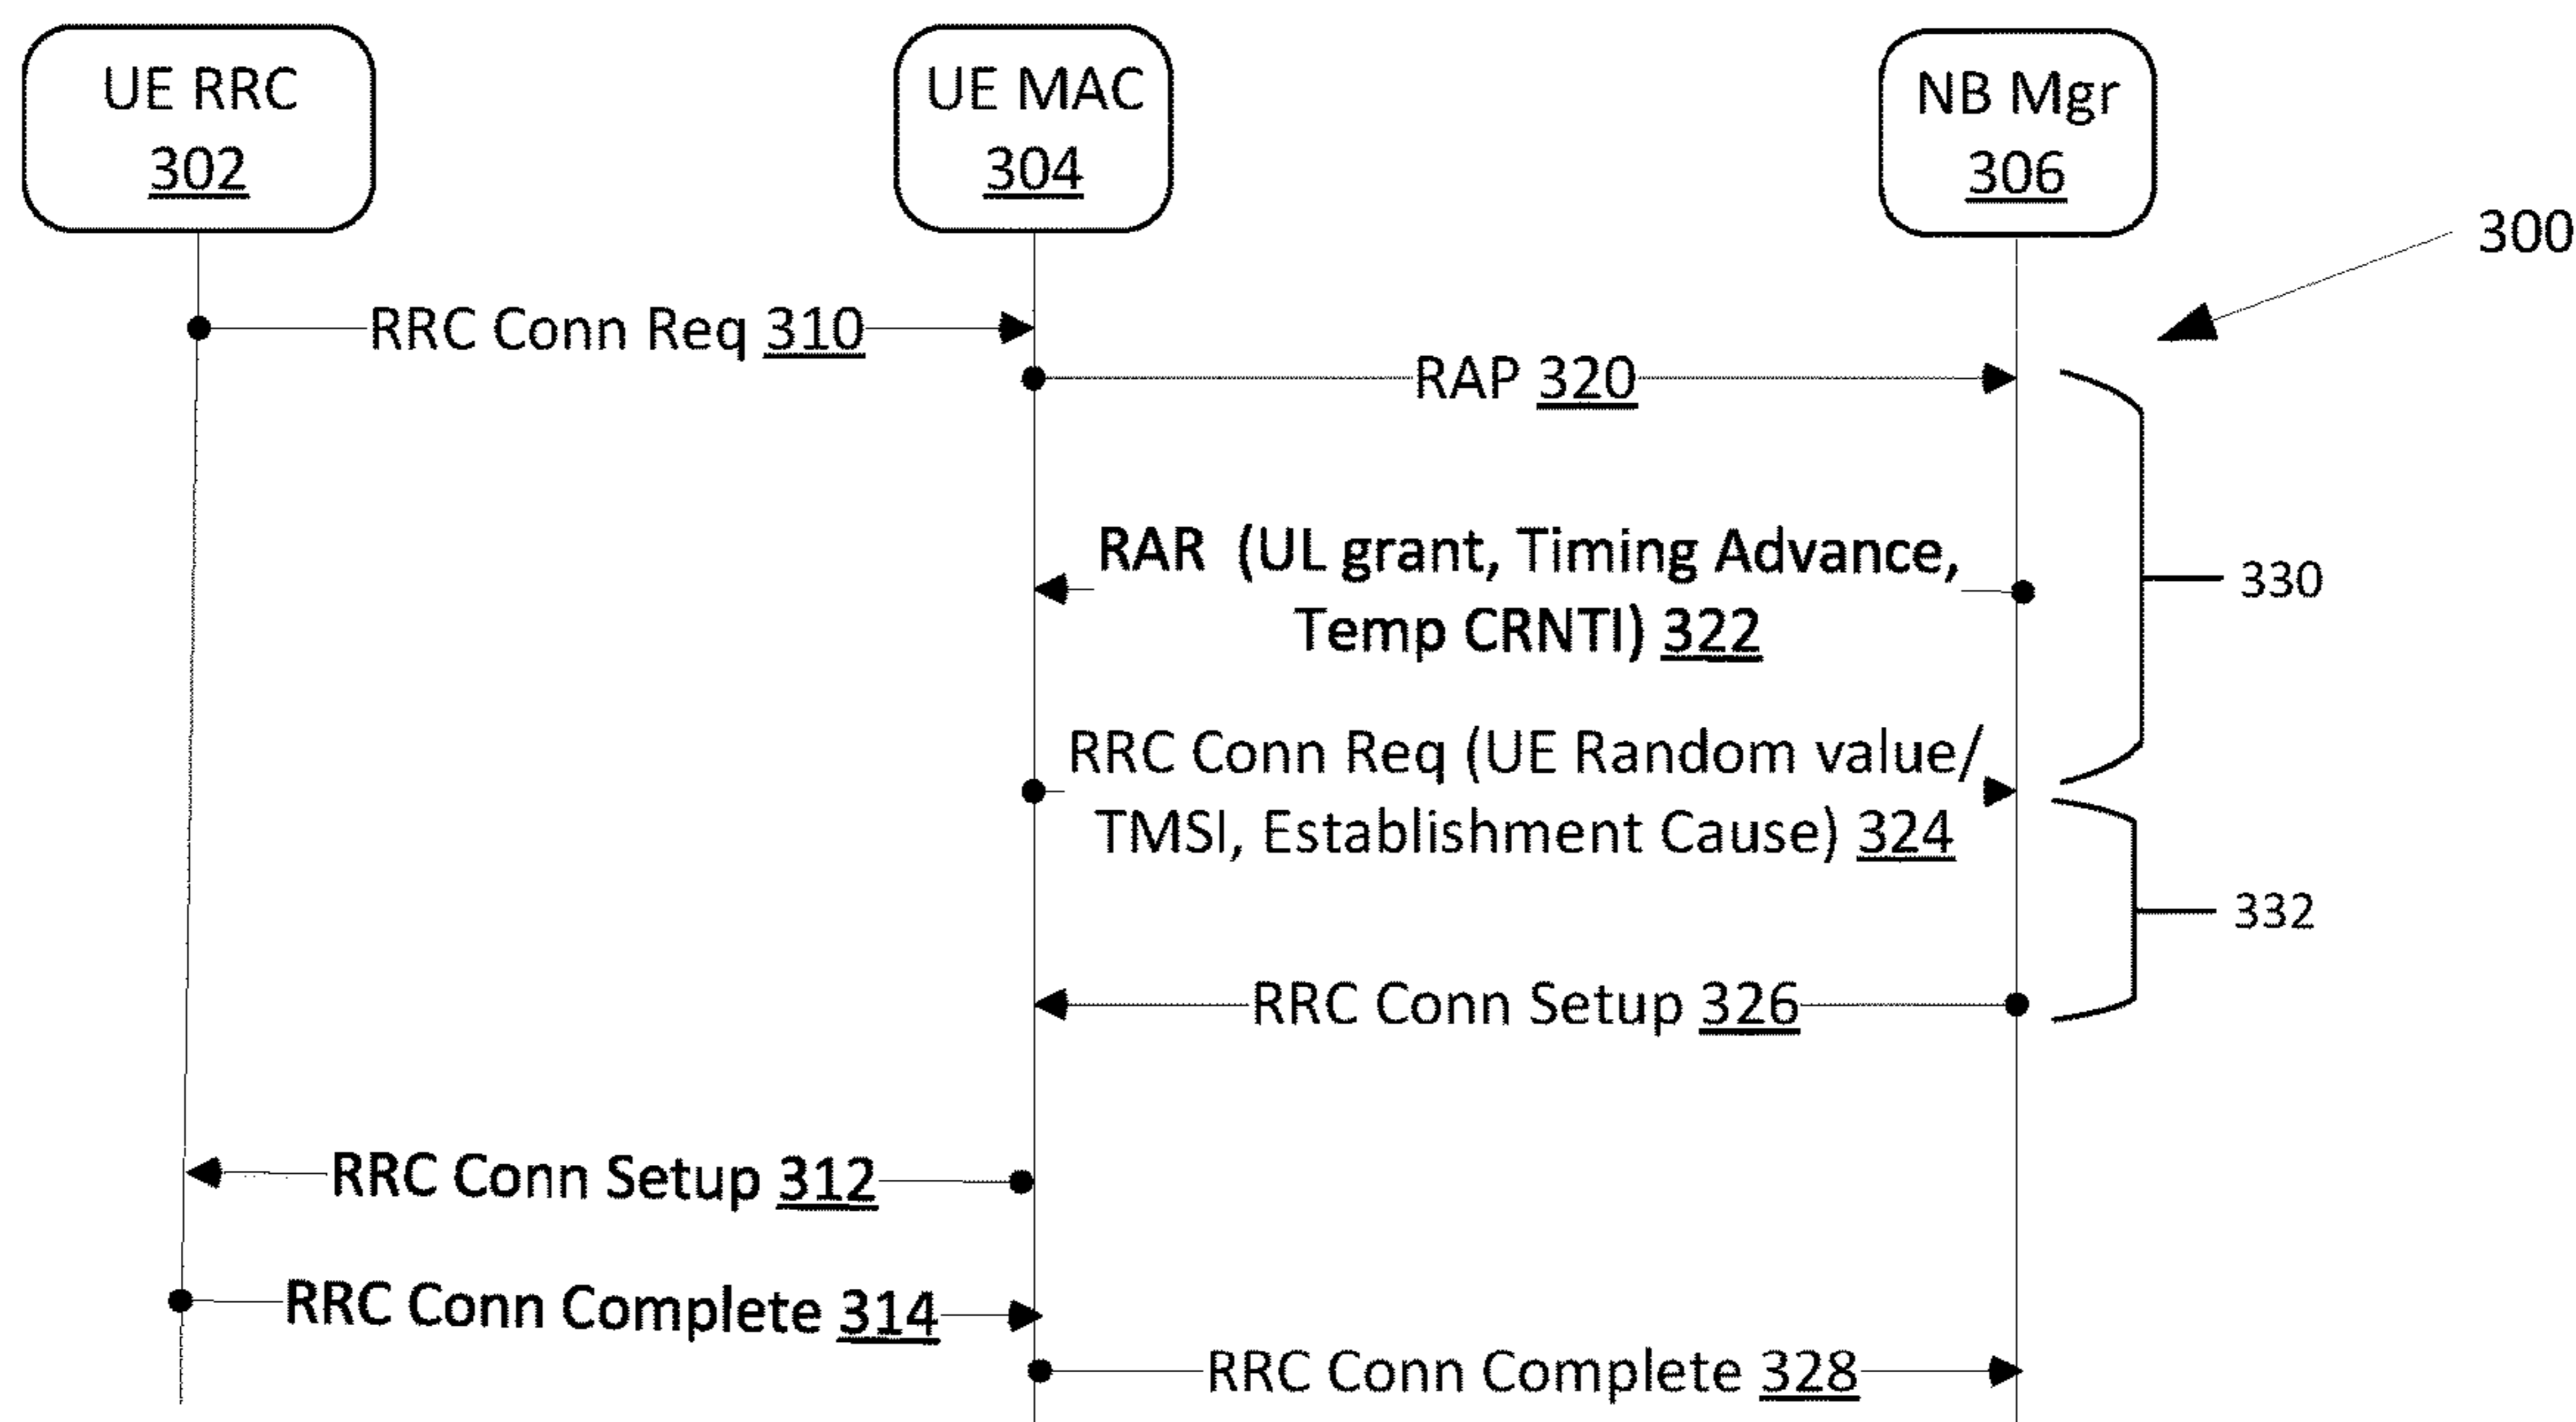 UE RRC
302
UE MAC
304
NB Mgr
306
300
RRC Conn Req 310
RAP 320
RAR (UL grant, Timing Advance,
Temp CRNTI) 322
330
RRC Conn Req (UE Random value/
TMSI, Establishment Cause) 324
332
RRC Conn Setup 326
RRC Conn Setup 312
RRC Conn Complete 314
RRC Conn Complete 328